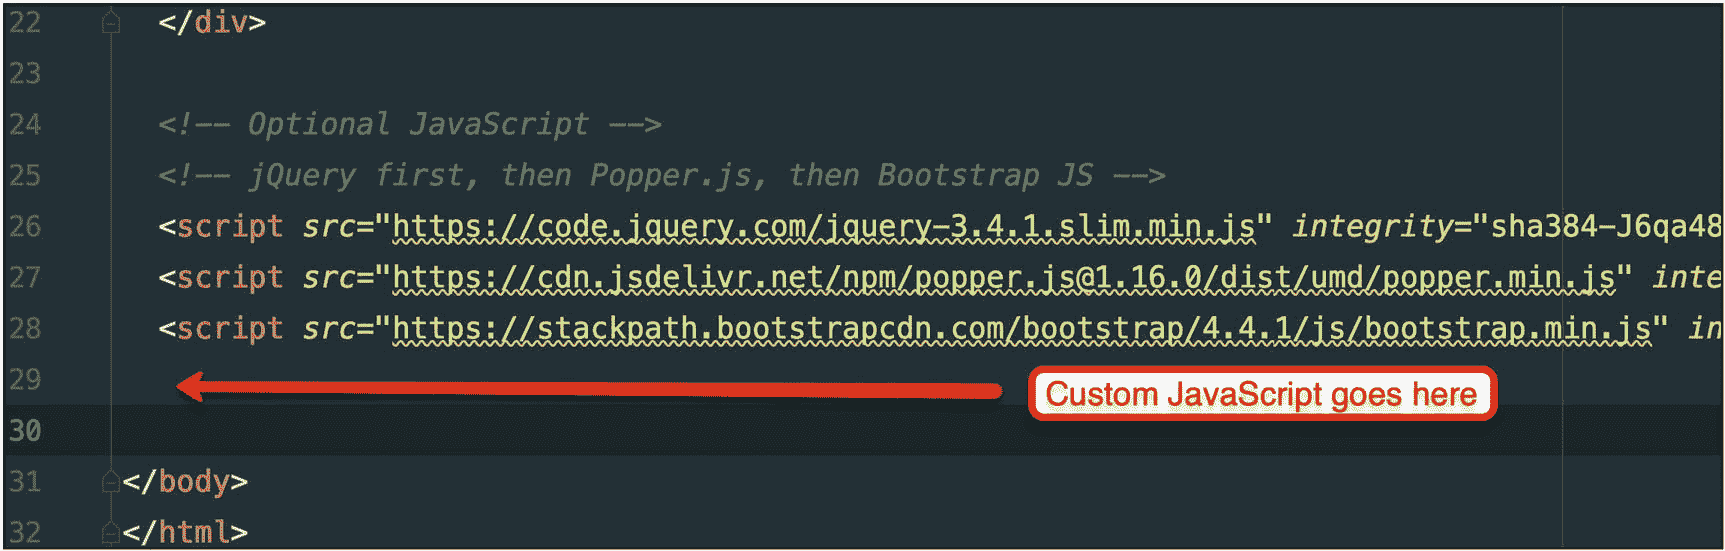 22 </div>
23
24 <!-- Optional JavaScript -->
25 <!-- jQuery first, then Popper.js, then Bootstrap JS -->
26 <script src="https://code.jquery.com/jquery-3.4.1.slim.min.js" integrity="sha384-J6qa48
27 <script src="https://cdn.jsdelivr.net/npm/popper.js@1.16.0/dist/umd/popper.min.js" inte
28 <script src="https://stackpath.bootstrapcdn.com/bootstrap/4.4.1/js/bootstrap.min.js" in
29 Custom JavaScript goes here
30
31 </body>
32 </html>